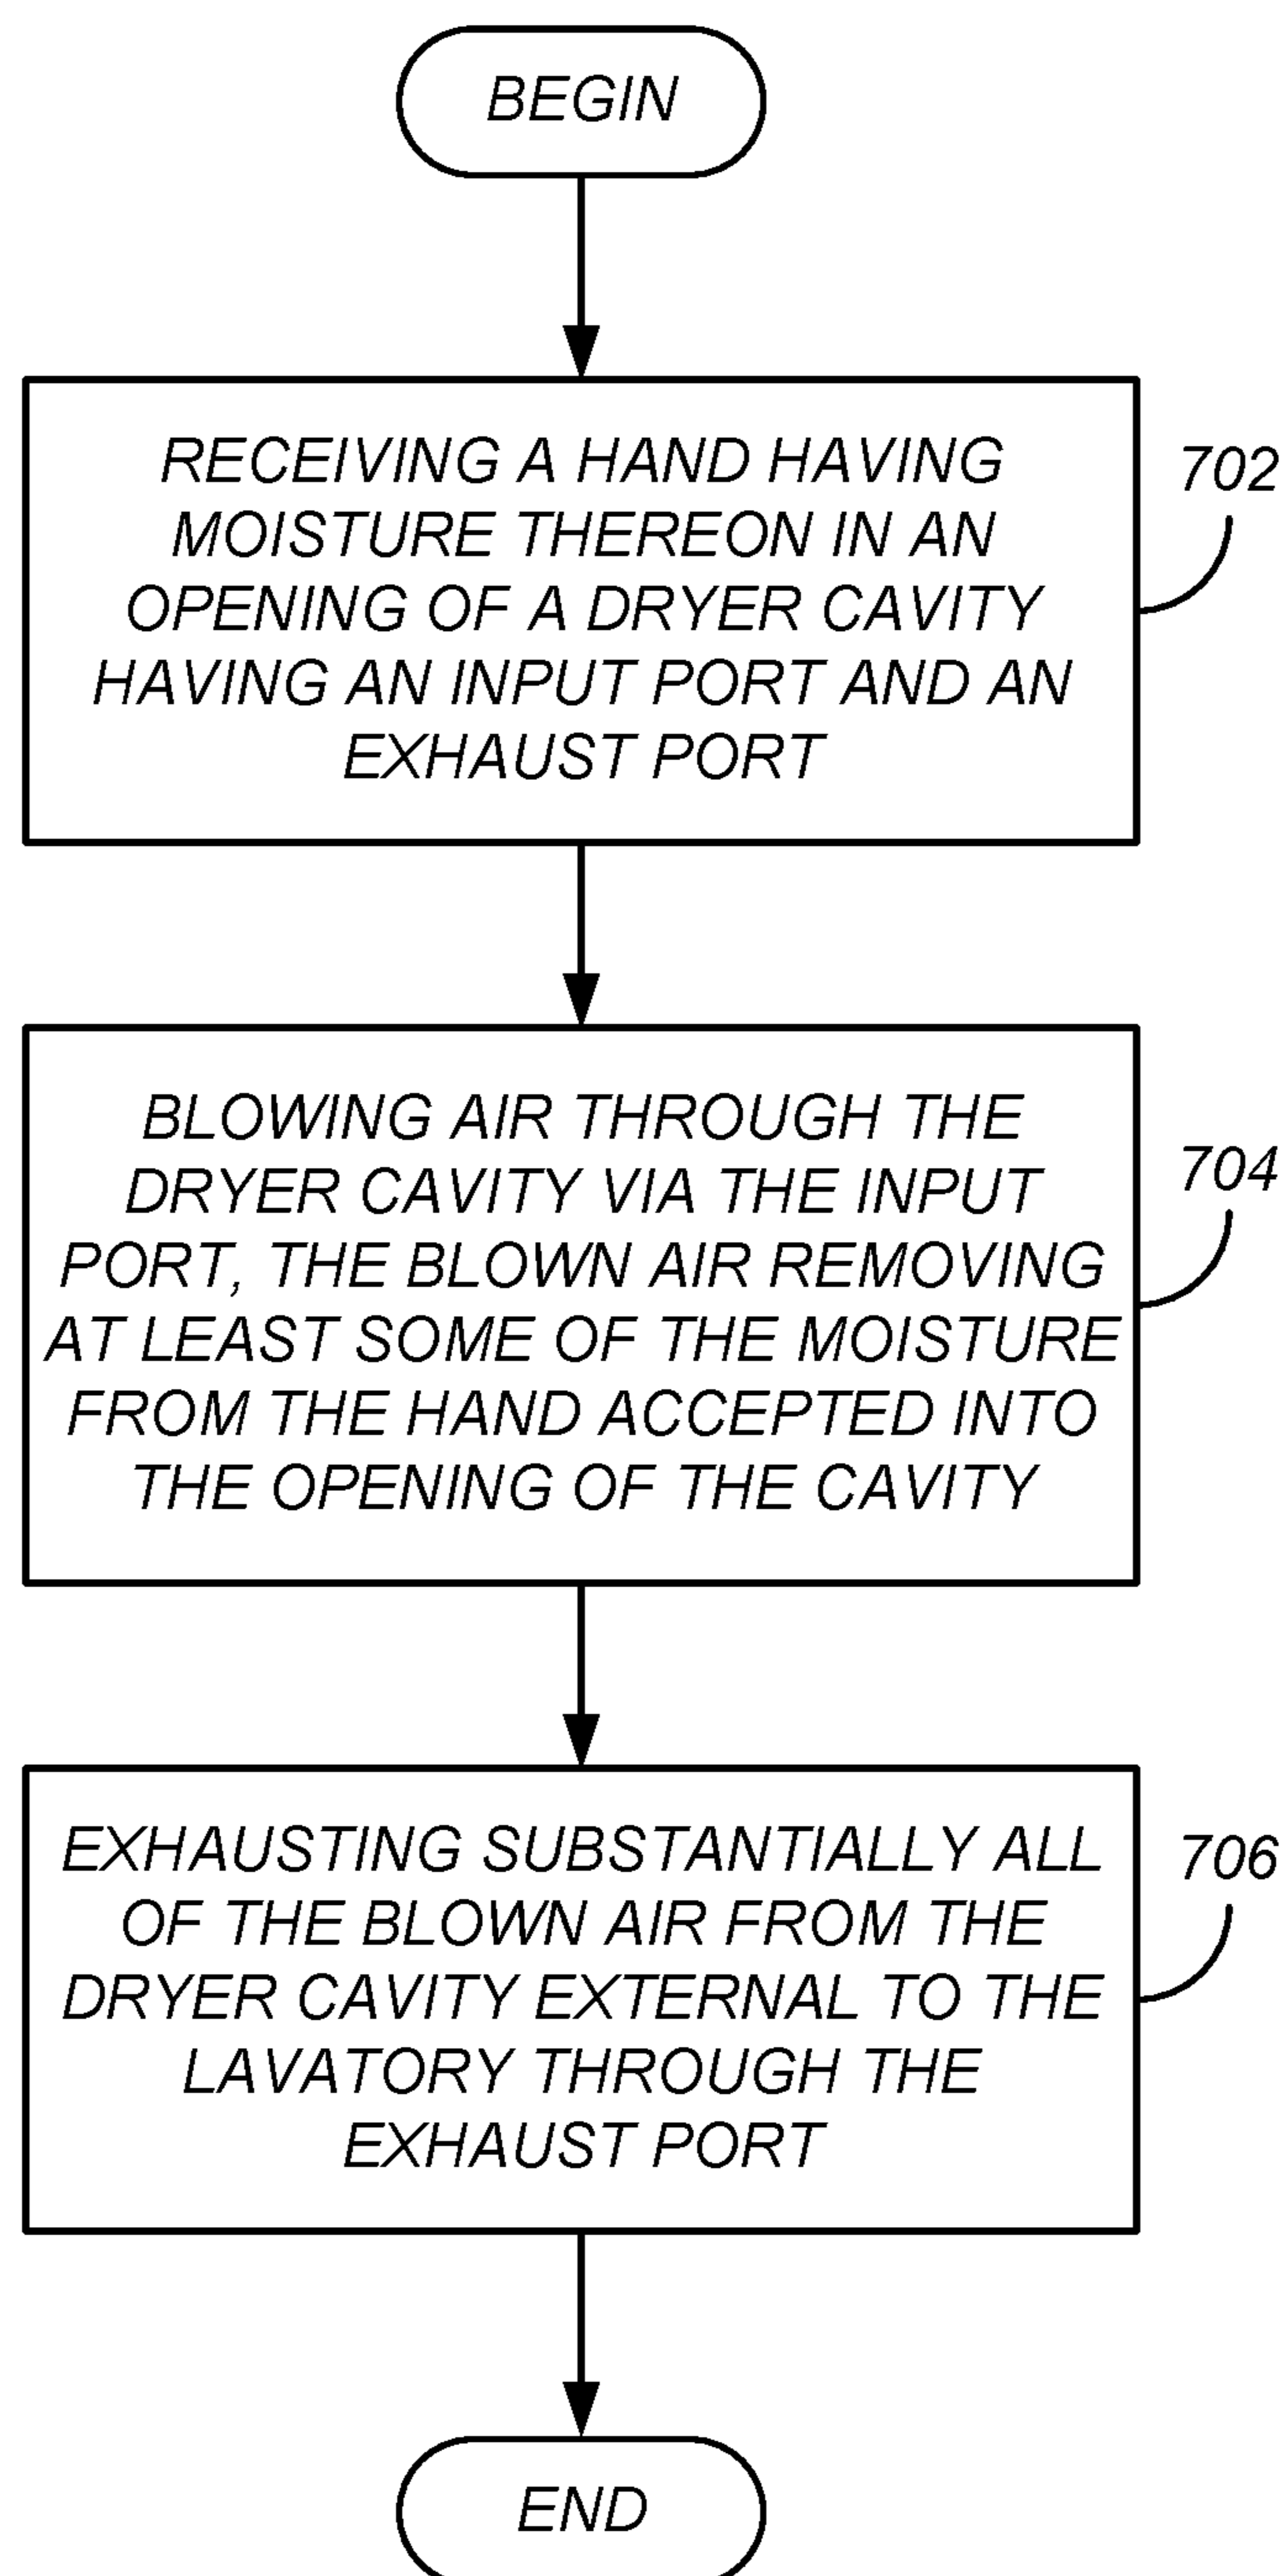 BEGIN
RECEIVING A HAND HAVING
MOISTURE THEREON IN AN
OPENING OF A DRYER CAVITY
HAVING AN INPUT PORT AND AN
EXHAUST PORT
702
BLOWING AIR THROUGH THE
DRYER CAVITY VIA THE INPUT
PORT, THE BLOWN AIR REMOVING
AT LEAST SOME OF THE MOISTURE
FROM THE HAND ACCEPTED INTO
THE OPENING OF THE CAVITY
704
EXHAUSTING SUBSTANTIALLY ALL
OF THE BLOWN AIR FROM THE
DRYER CAVITY EXTERNAL TO THE
LAVATORY THROUGH THE
EXHAUST PORT
706
END